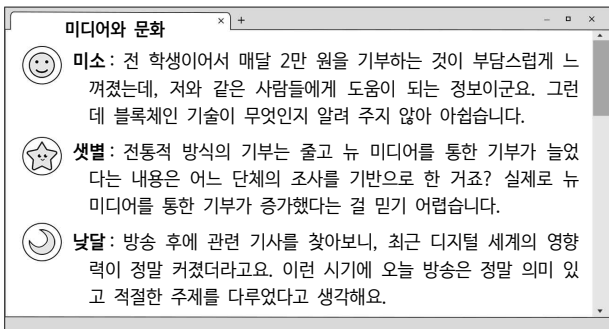 미디어와 문화
미소 : 전 학생이어서 매달 2만 원을 기부하는 것이 부담스럽게 느
껴졌는데, 저와 같은 사람들에게 도움이 되는 정보이군요. 그런
데 블록체인 기술이 무엇인지 알려 주지 않아 아쉽습니다.
샛별 : 전통적 방식의 기부는 줄고 뉴 미디어를 통한 기부가 늘었
다는 내용은 어느 단체의 조사를 기반으로 한 거죠? 실제로 뉴
미디어를 통한 기부가 증가했다는 걸 믿기 어렵습니다.
낮달 : 방송 후에 관련 기사를 찾아보니, 최근 디지털 세계의 영향
력이 정말 커졌더라고요. 이런 시기에 오늘 방송은 정말 의미 있
고 적절한 주제를 다루었다고 생각해요.